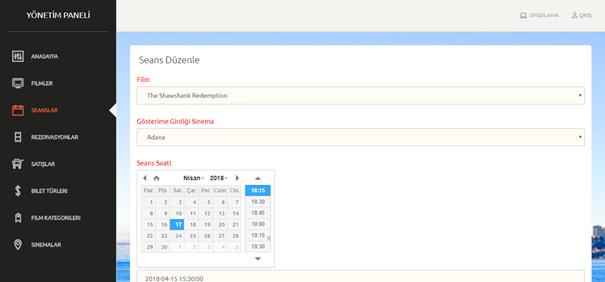 YÖNETİM PANELİ
UYGULAMA
ÇIKIŞ
ANASAYFA
FİLMLER
SEANSLAR
REZERVASYONLAR
SATIŞLAR
BİLET TÜRLERİ
FİLM KATEGORİLERİ
SİNEMALAR
Seans Düzenle
Film
The Shawshank Redemption
Gösterime Girdiği Sinema
Adana
Seans Saati
Nisan 2018
Paz Pts Sal Çar Per Cum Cts
1 2 3 4 5 6 7
8 9 10 11 12 13 14
15 16 17 18 19 20 21
22 23 24 25 26 27 28
29 30 1 2 3 4 5
18:15
18:30
18:45
19:00
19:15
19:30
2018-04-15 15:30:00